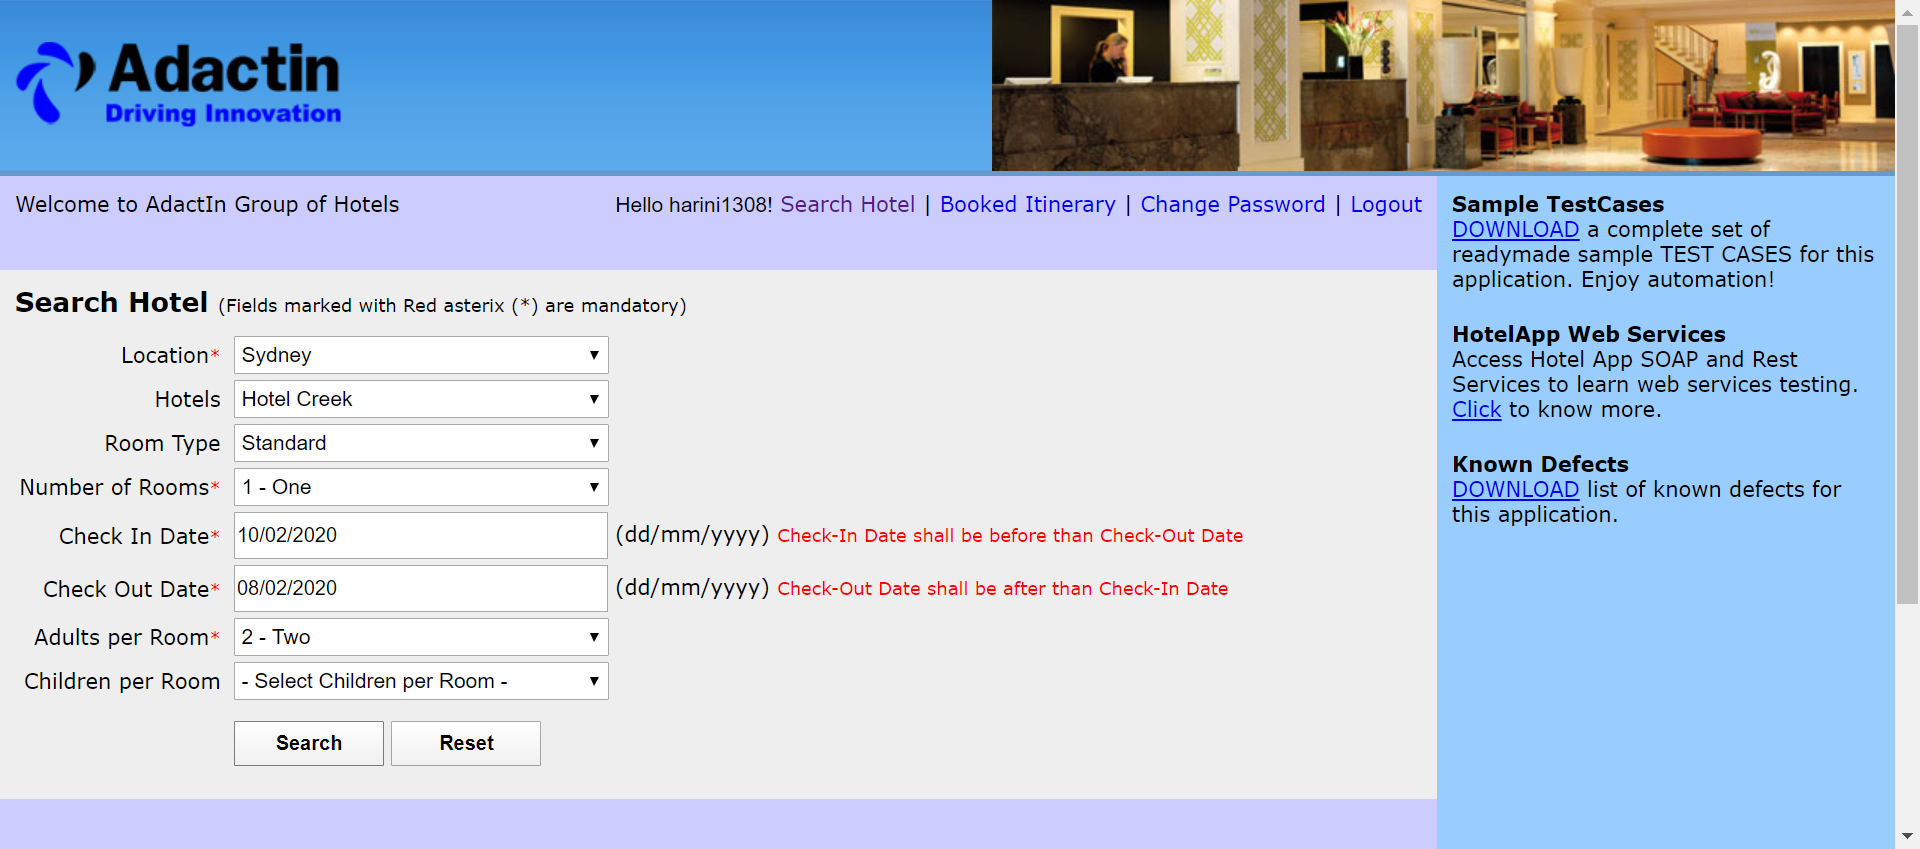 Adactin
Driving Innovation
Welcome to AdactIn Group of Hotels
Hello harini1308! Search Hotel | Booked Itinerary | Change Password | Logout
Search Hotel (Fields marked with Red asterix (*) are mandatory)
Location* Sydney
Hotels Hotel Creek
Room Type Standard
Number of Rooms* 1 - One
Check In Date* 10/02/2020 (dd/mm/yyyy) Check-In Date shall be before than Check-Out Date
Check Out Date* 08/02/2020 (dd/mm/yyyy) Check-Out Date shall be after than Check-In Date
Adults per Room* 2 - Two
Children per Room - Select Children per Room -
Search Reset
Sample TestCases
DOWNLOAD a complete set of
readymade sample TEST CASES for this
application. Enjoy automation!
HotelApp Web Services
Access Hotel App SOAP and Rest
Services to learn web services testing.
Click to know more.
Known Defects
DOWNLOAD list of known defects for
this application.